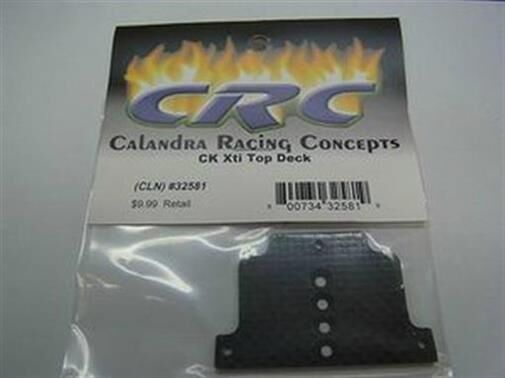 CRC
Calandra Racing Concepts
CK Xti Top Deck
(CLN) #32581
$9.99 Retail
00734 32581